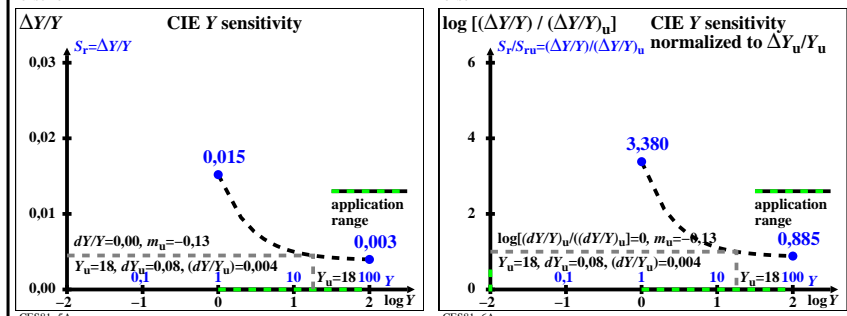 ΔY/Y
CIE Y sensitivity
Sr=ΔY/Y
0,03
0,02
0,015
0,01
application
range
dY/Y=0,00, mu=−0,13
0,003
Yu=18, dYu=0,08, (dY/Yu)=0,004
0,1 1 10 Yu=18 100 Y
0,00
−2 −1 0 1 2 log Y
log [(ΔY/Y) / (ΔY/Y)u]
CIE Y sensitivity
normalized to ΔYu/Yu
Sr/Sru=(ΔY/Y)/(ΔY/Y)u
6
4
3,380
2
application
range
log[(dY/Y)u/((dY/Y)u]=0, mu=−0,13
0,885
Yu=18, dYu=0,08, (dY/Yu)=0,004
0,1 1 10 Yu=18 100 Y
0
−2 −1 0 1 2 log Y